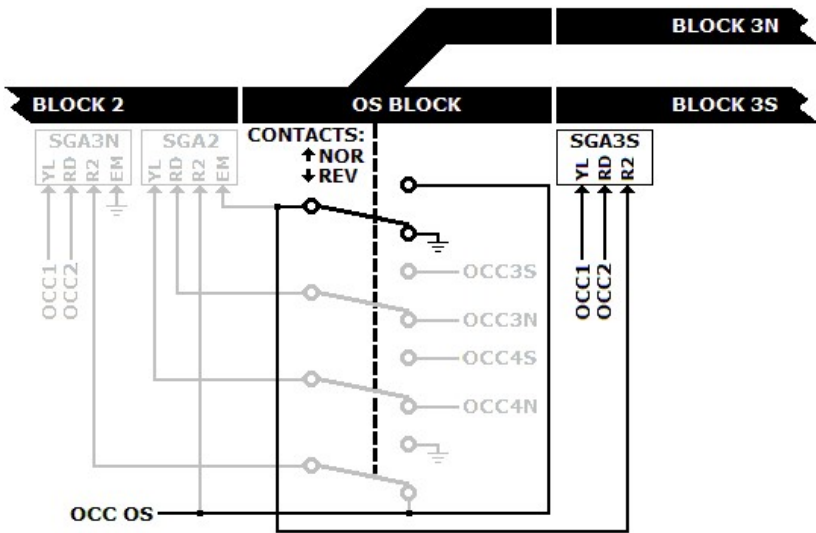 BLOCK 3N
BLOCK 2
OS BLOCK
BLOCK 3S
SGA3N
YL
RD
R2
EM
SGA2
YL
RD
R2
EM
CONTACTS:
NOR
REV
SGA3S
YL
RD
R2
OCC1
OCC2
OCC3S
OCC3N
OCC4S
OCC4N
OCC1
OCC2
OCC OS